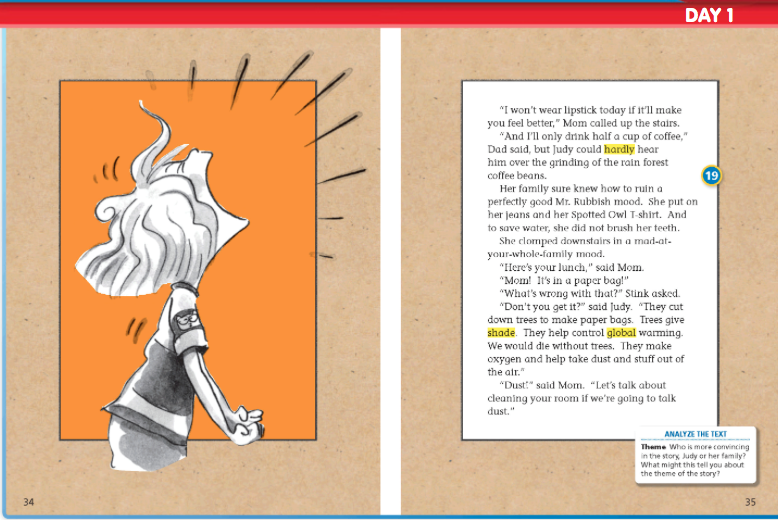 DAY 1
"I won't wear lipstick today if it'll make
you feel better," Mom called up the stairs.
"And I'll only drink half a cup of coffee,"
Dad said, but Judy could hardly hear
him over the grinding of the rain forest
coffee beans.
Her family sure knew how to ruin a
perfectly good Mr. Rubbish mood. She put on
her jeans and her Spotted Owl T-shirt. And
to save water, she did not brush her teeth.
She clomped downstairs in a mad-at-
your-whole-family mood.
"Here's your lunch," said Mom.
"Mom! It's in a paper bag!"
"What's wrong with that?" Stink asked.
"Don't you get it?" said Judy. "They cut
down trees to make paper bags. Trees give
shade. They help control global warming.
We would die without trees. They make
oxygen and help take dust and stuff out of
the air."
"Dust!" said Mom. "Let's talk about
cleaning your room if we're going to talk
dust."
19
ANALYZE THE TEXT
Theme Who is more convincing
in the story, Judy or her family?
What might this tell you about
the theme of the story?
34
35